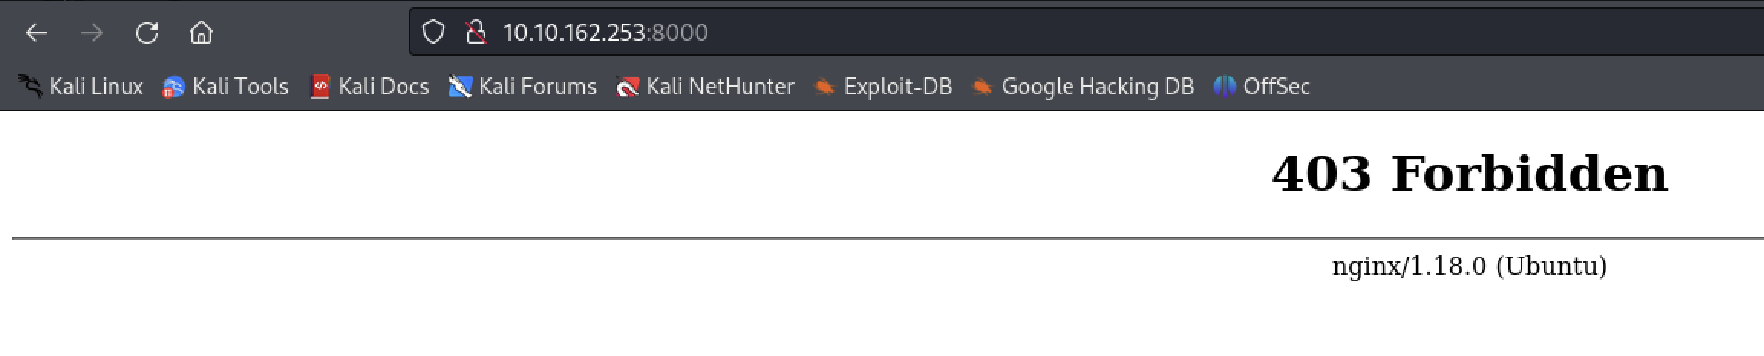 10.10.162.253:8000
Kali Linux Kali Tools Kali Docs Kali Forums Kali NetHunter Exploit-DB Google Hacking DB OffSec
403 Forbidden
nginx/1.18.0 (Ubuntu)